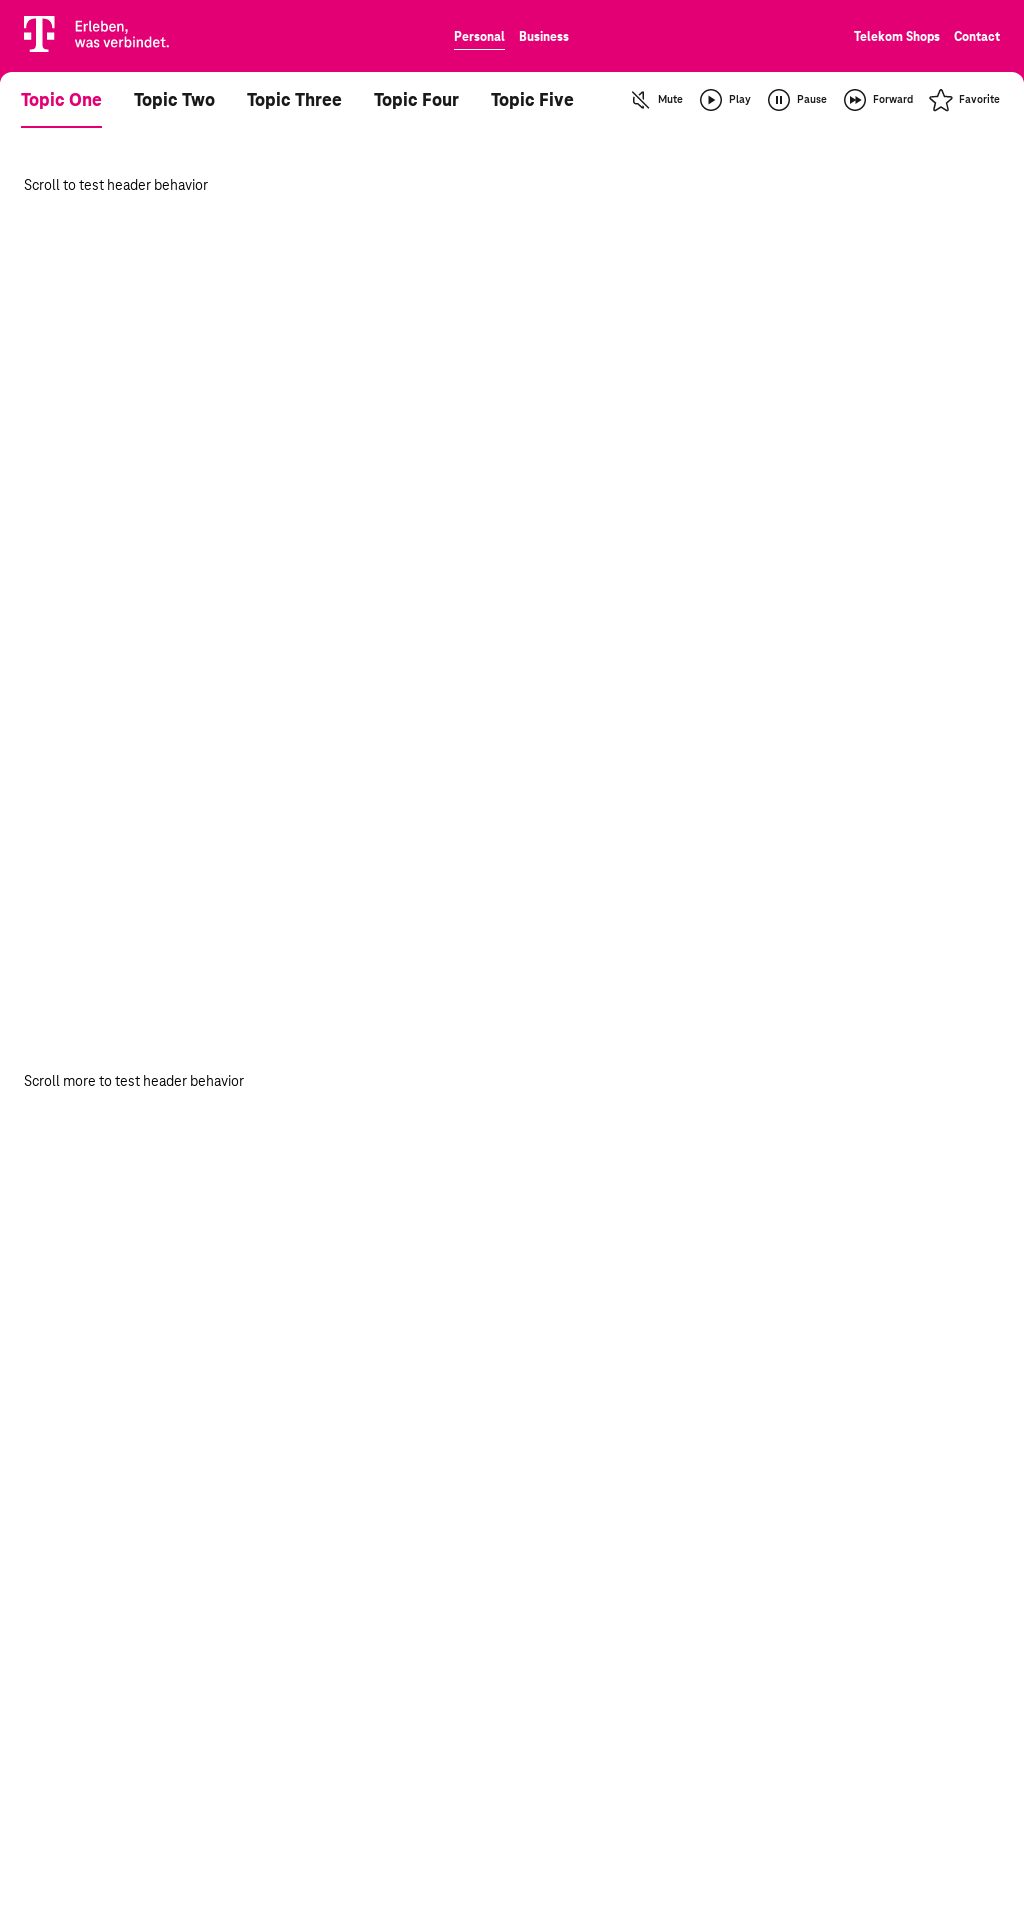 Erleben,
was verbindet.
Personal Business
Telekom Shops Contact
Topic One Topic Two Topic Three Topic Four Topic Five
Mute Play Pause Forward Favorite
Scroll to test header behavior
Scroll more to test header behavior